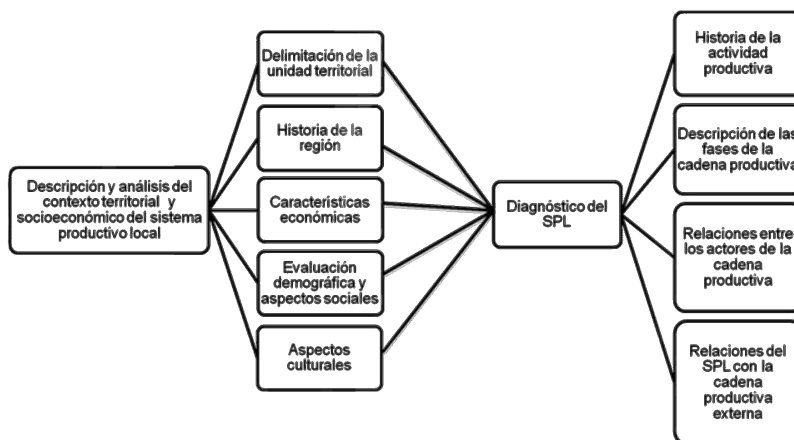 Descripción y análisis del
contexto territorial y
socioeconómico del sistema
productivo local
Delimitación de la
unidad territorial
Historia de la
región
Características
económicas
Evaluación
demográfica y
aspectos sociales
Aspectos
culturales
Diagnóstico del
SPL
Historia de la
actividad
productiva
Descripción de las
fases de la
cadena productiva
Relaciones entre
los actores de la
cadena
productiva
Relaciones del
SPL con la
cadena
productiva
externa